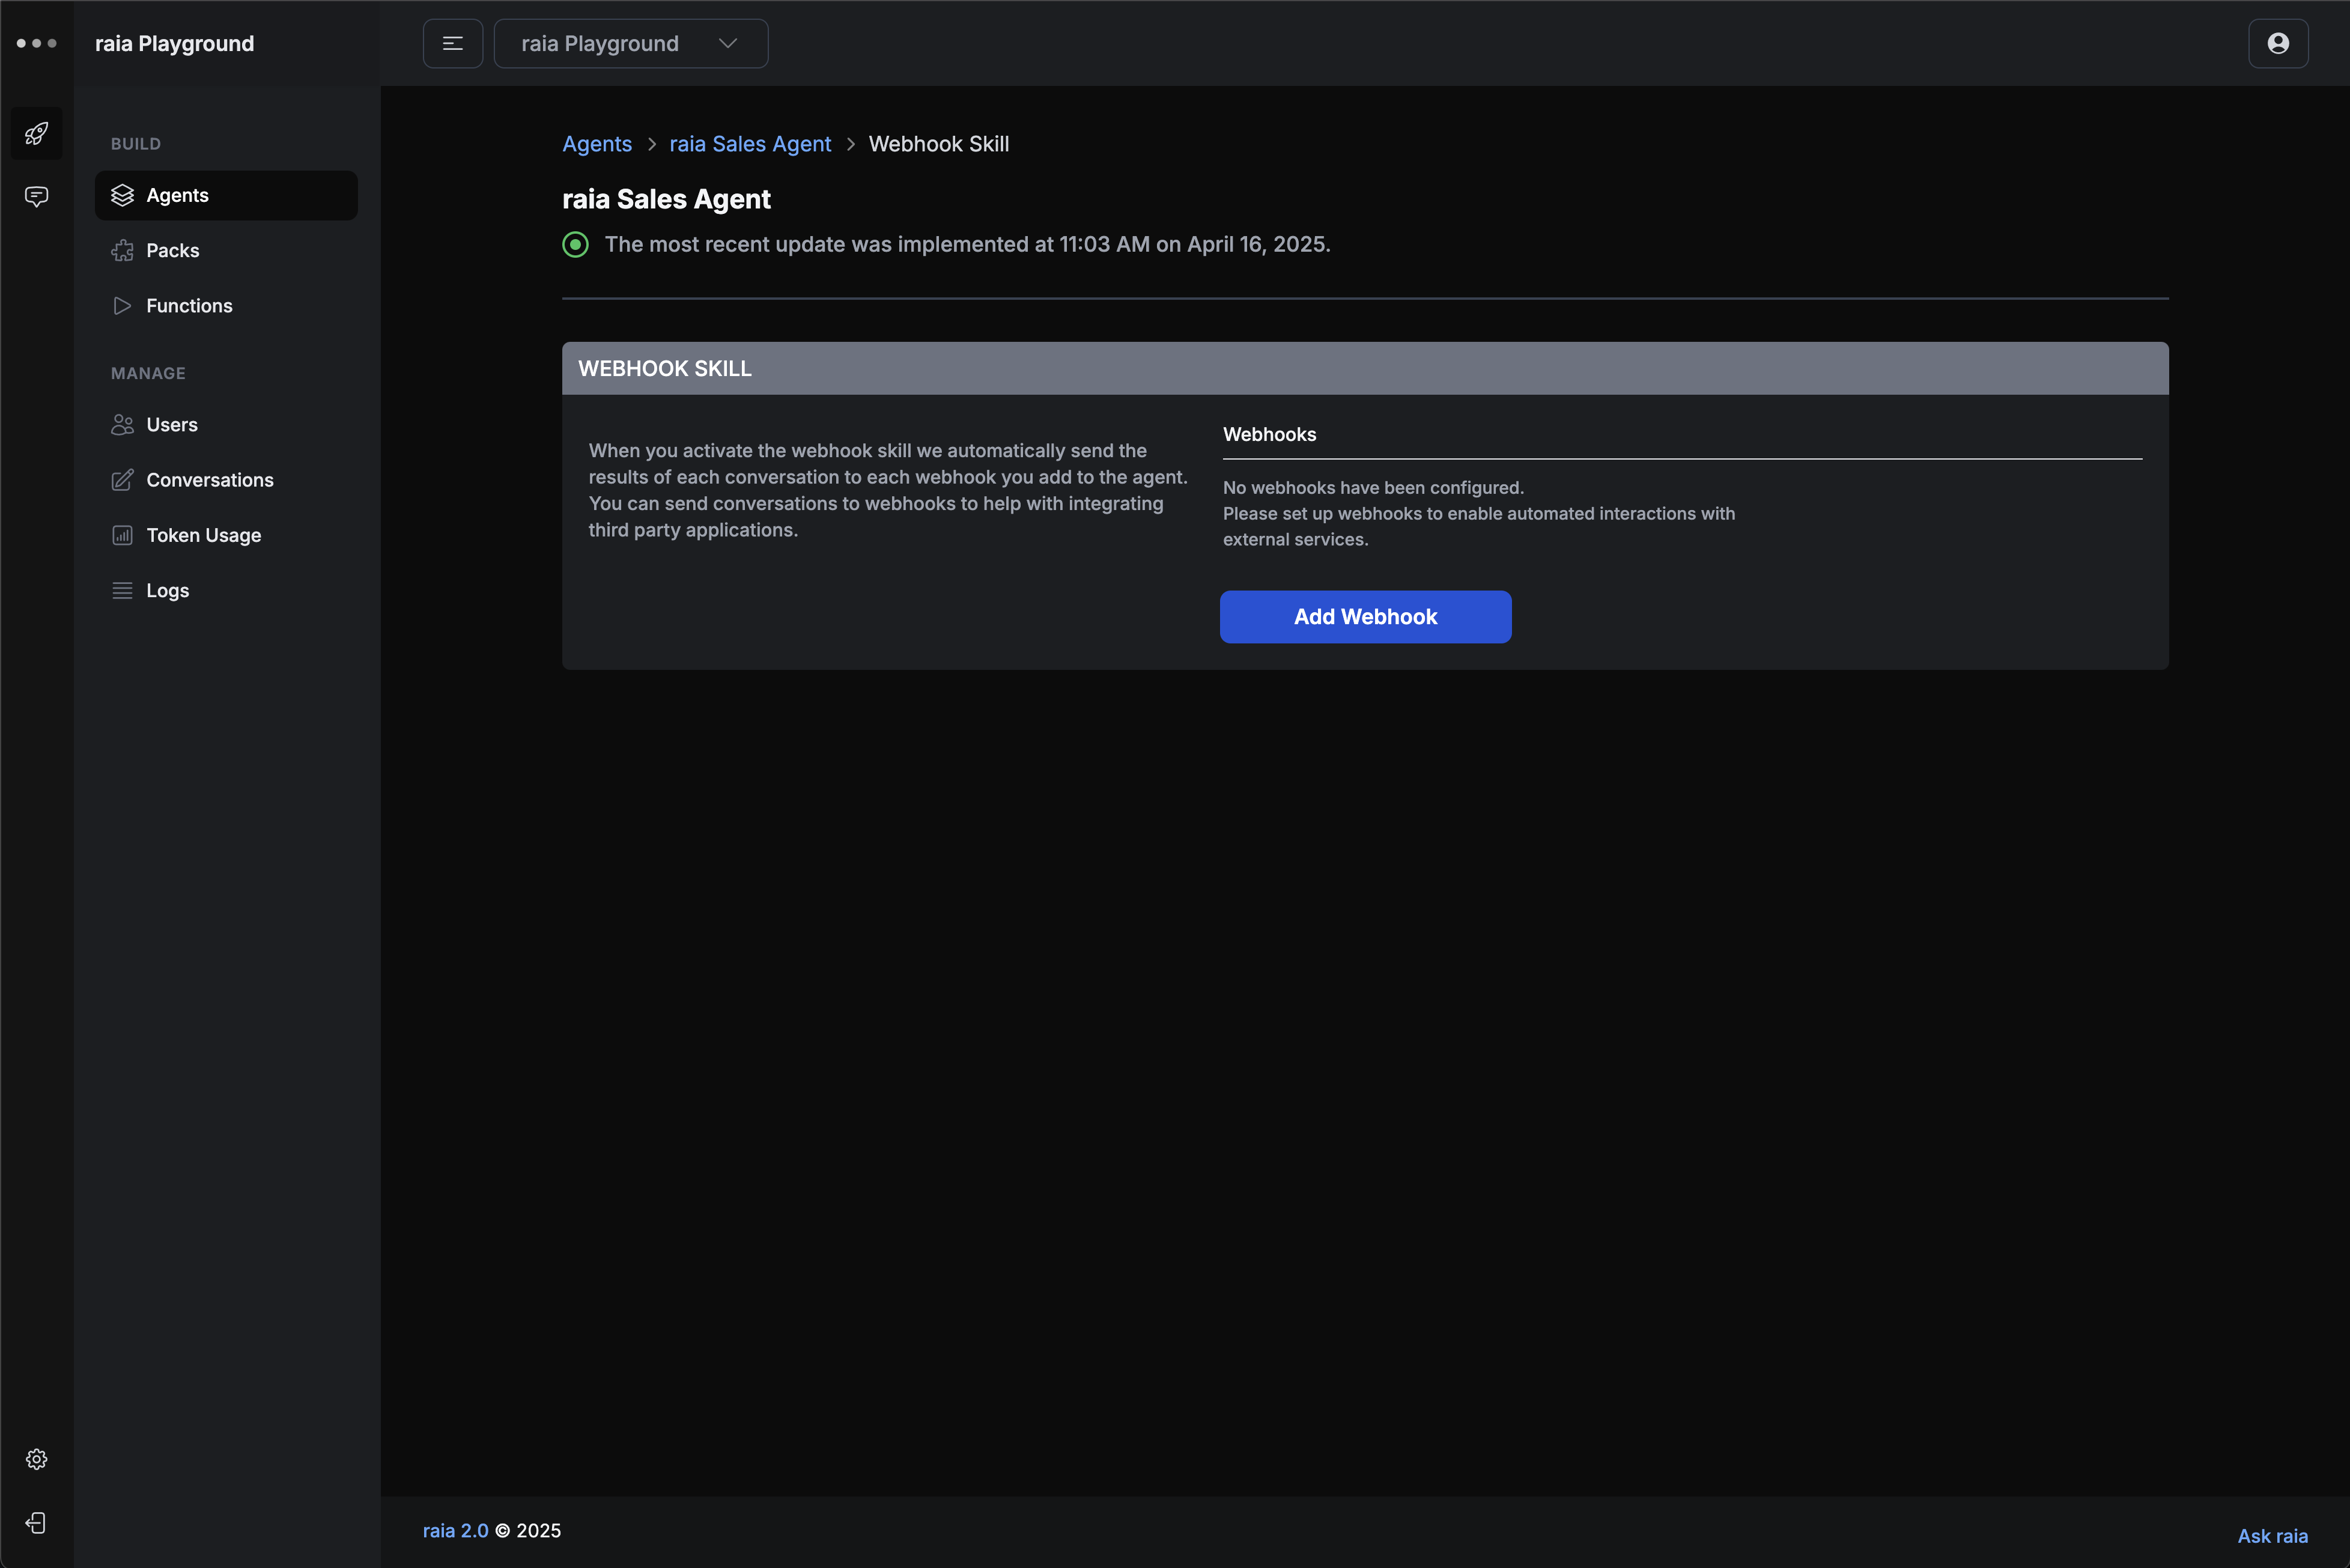 raia Playground
raia Playground
BUILD
Agents
Packs
Functions
MANAGE
Users
Conversations
Token Usage
Logs
Agents > raia Sales Agent > Webhook Skill
raia Sales Agent
The most recent update was implemented at 11:03 AM on April 16, 2025.
WEBHOOK SKILL
When you activate the webhook skill we automatically send the
results of each conversation to each webhook you add to the agent.
You can send conversations to webhooks to help with integrating
third party applications.
Webhooks
No webhooks have been configured.
Please set up webhooks to enable automated interactions with
external services.
Add Webhook
raia 2.0 © 2025
Ask raia